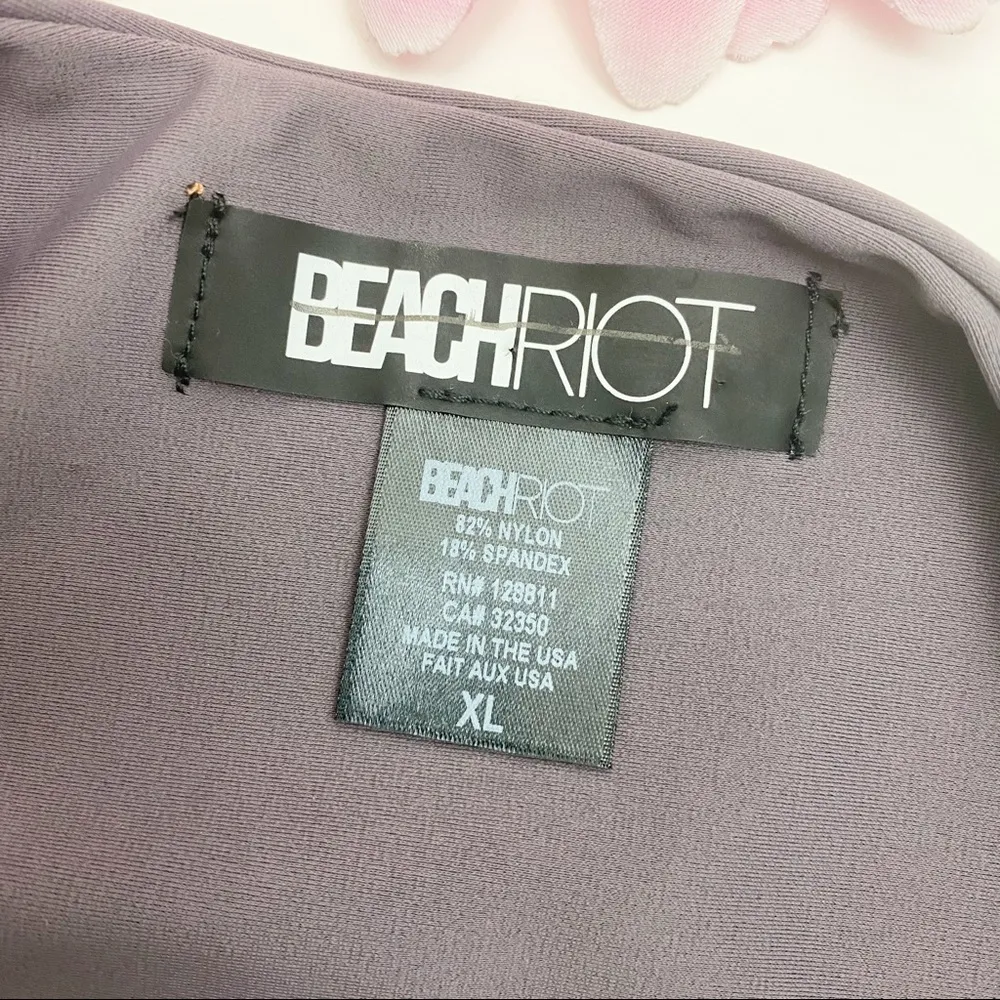 BEACHRIOT
BEACHRIOT
82% NYLON
18% SPANDEX
RN# 128811
CA# 32350
MADE IN THE USA
FAIT AUX USA
XL